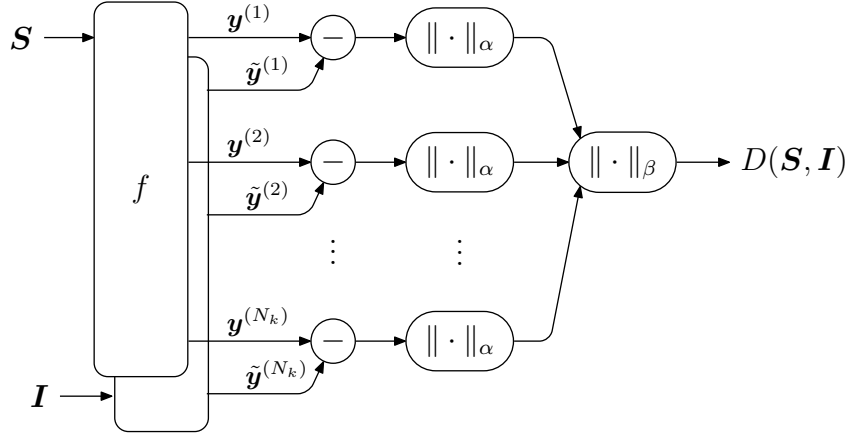 S
y^{(1)}
−
‖ · ‖_α
ỹ^{(1)}
y^{(2)}
−
‖ · ‖_α
‖ · ‖_β
D(S, I)
f
ỹ^{(2)}
⋮
⋮
y^{(N_k)}
−
‖ · ‖_α
ỹ^{(N_k)}
I